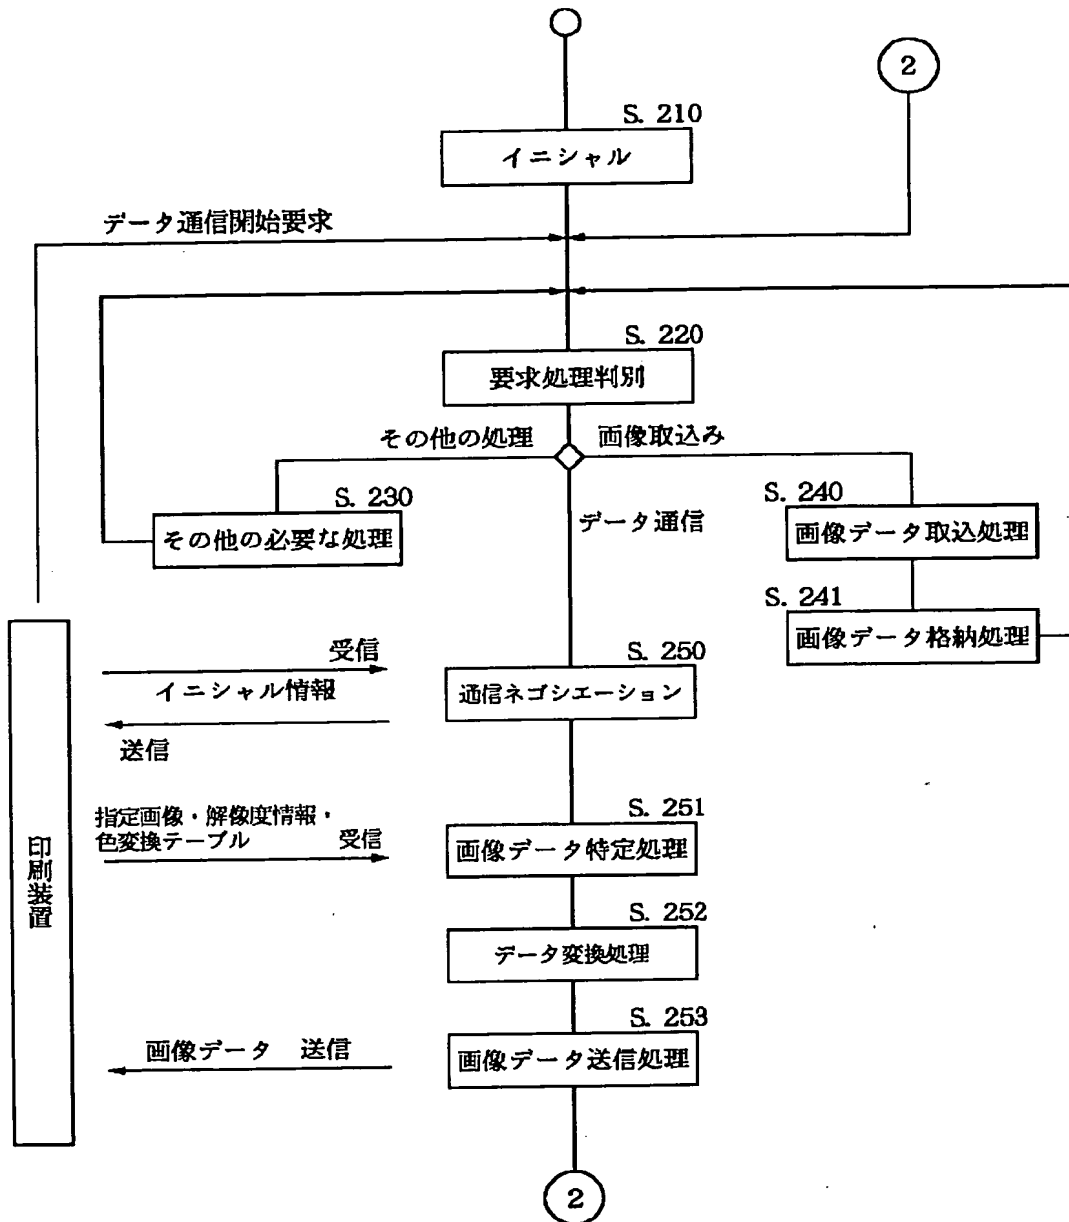 2
S. 210
イニシャル
データ通信開始要求
S. 220
要求処理判別
その他の処理
画像取込み
S. 230
その他の必要な処理
データ通信
S. 240
画像データ取込処理
S. 241
画像データ格納処理
印刷装置
受信
イニシャル情報
送信
S. 250
通信ネゴシエーション
指定画像・解像度情報・
色変換テーブル 受信
S. 251
画像データ特定処理
S. 252
データ変換処理
S. 253
画像データ送信処理
画像データ 送信
2